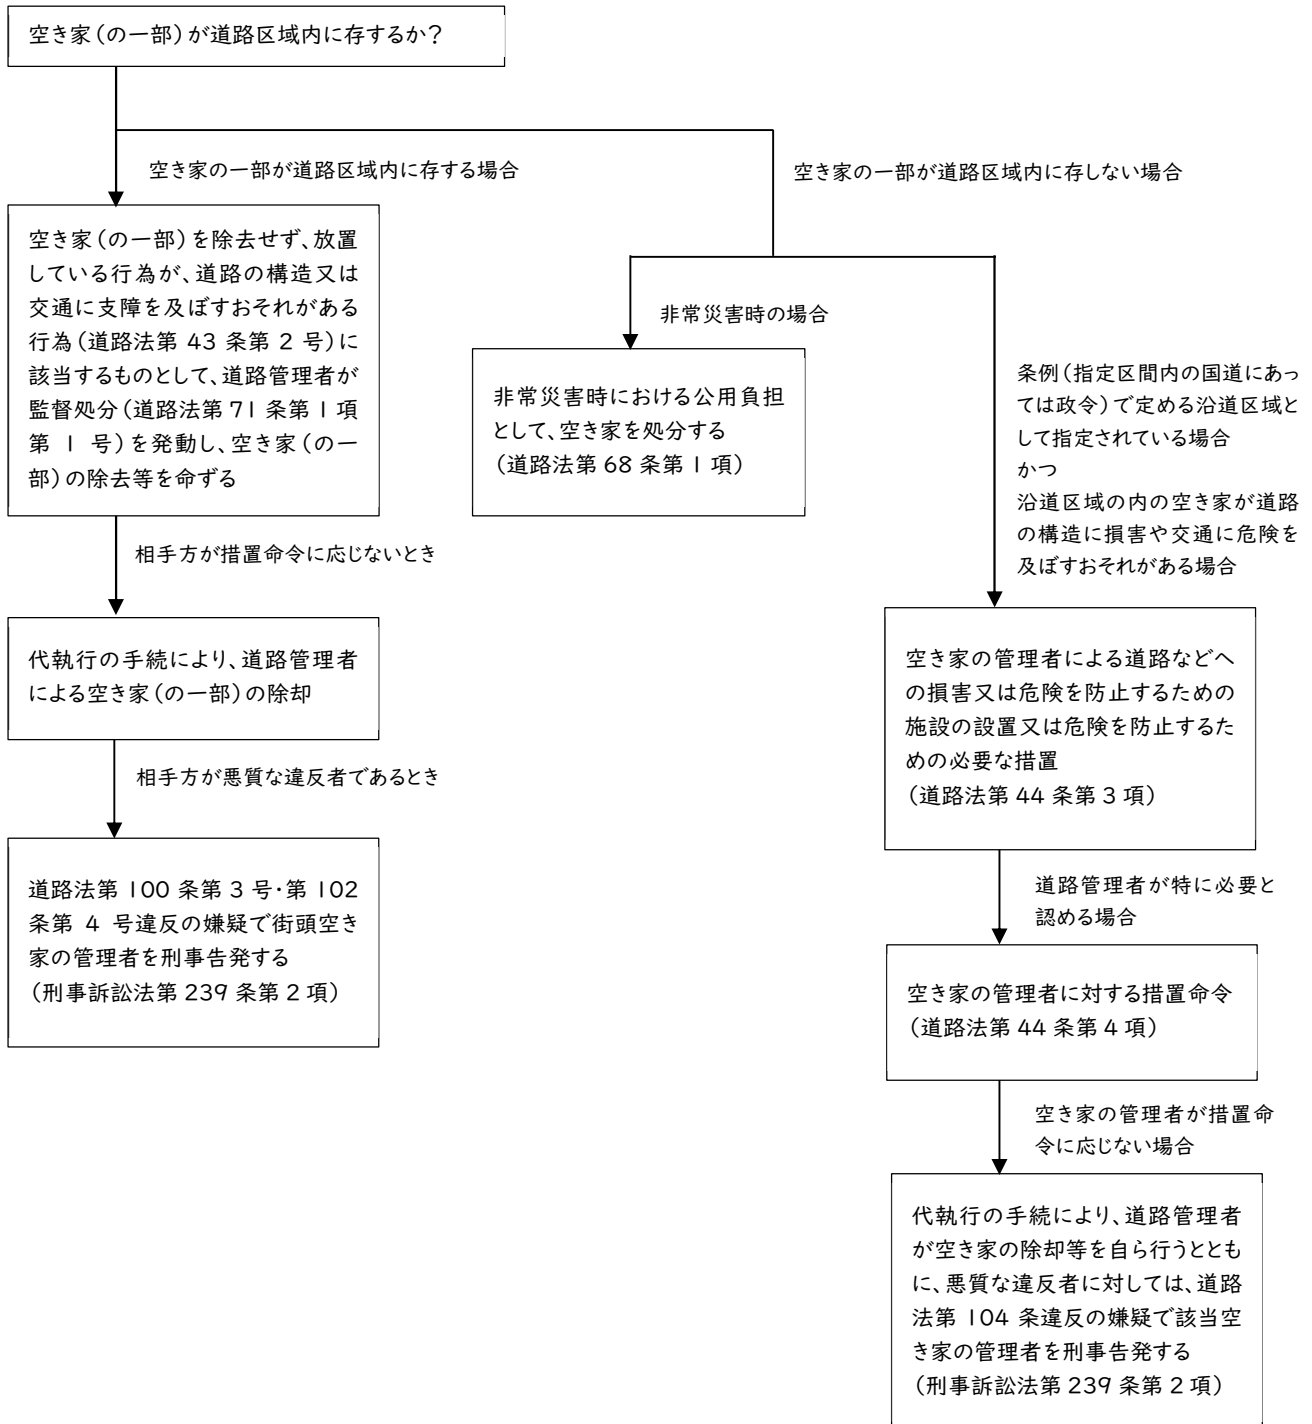 空き家（の一部）が道路区域内に存するか？
空き家の一部が道路区域内に存する場合
空き家の一部が道路区域内に存しない場合
空き家（の一部）を除去せず、放置
している行為が、道路の構造又は
交通に支障を及ぼすおそれがある
行為（道路法第 43 条第 2 号）に
該当するものとして、道路管理者が
監督処分（道路法第 71 条第 1 項
第 1 号）を発動し、空き家（の一
部）の除去等を命ずる
相手方が措置命令に応じないとき
代執行の手続により、道路管理者
による空き家（の一部）の除却
相手方が悪質な違反者であるとき
道路法第 100 条第 3 号・第 102
条第 4 号違反の嫌疑で街頭空き
家の管理者を刑事告発する
（刑事訴訟法第 239 条第 2 項）
非常災害時の場合
非常災害時における公用負担
として、空き家を処分する
（道路法第 68 条第 1 項）
条例（指定区間内の国道にあっ
ては政令）で定める沿道区域と
して指定されている場合
かつ
沿道区域の内の空き家が道路
の構造に損害や交通に危険を
及ぼすおそれがある場合
空き家の管理者による道路などへ
の損害又は危険を防止するための
施設の設置又は危険を防止するた
めの必要な措置
（道路法第 44 条第 3 項）
道路管理者が特に必要と
認める場合
空き家の管理者に対する措置命令
（道路法第 44 条第 4 項）
空き家の管理者が措置命
令に応じない場合
代執行の手続により、道路管理者
が空き家の除却等を自ら行うととも
に、悪質な違反者に対しては、道路
法第 104 条違反の嫌疑で該当空
き家の管理者を刑事告発する
（刑事訴訟法第 239 条第 2 項）